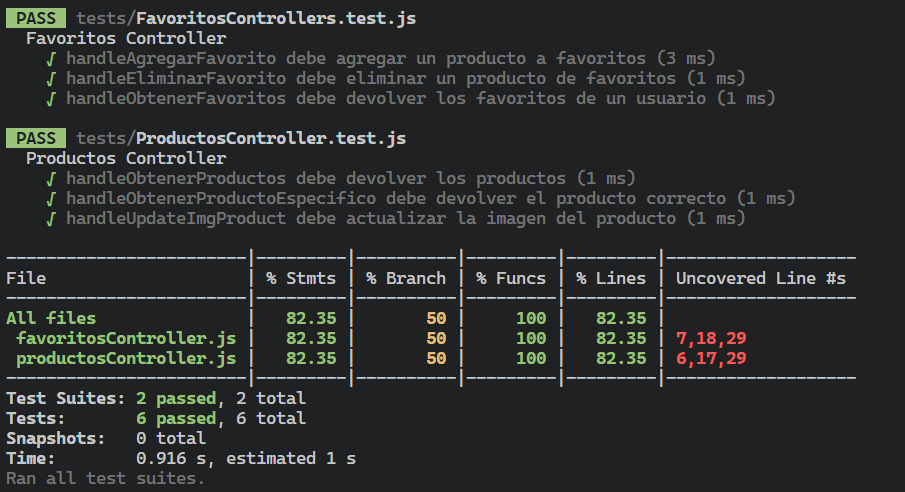 PASS tests/FavoritosControllers.test.js
Favoritos Controller
√ handleAgregarFavorito debe agregar un producto a favoritos (3 ms)
√ handleEliminarFavorito debe eliminar un producto de favoritos (1 ms)
√ handleObtenerFavoritos debe devolver los favoritos de un usuario (1 ms)
PASS tests/ProductosController.test.js
Productos Controller
√ handleObtenerProductos debe devolver los productos (1 ms)
√ handleObtenerProductoEspecifico debe devolver el producto correcto (1 ms)
√ handleUpdateImgProduct debe actualizar la imagen del producto (1 ms)
------------------------|---------|----------|---------|---------|-------------------
File | % Stmts | % Branch | % Funcs | % Lines | Uncovered Line #s
------------------------|---------|----------|---------|---------|-------------------
All files | 82.35 | 50 | 100 | 82.35 |
favoritosController.js | 82.35 | 50 | 100 | 82.35 | 7,18,29
productosController.js | 82.35 | 50 | 100 | 82.35 | 6,17,29
------------------------|---------|----------|---------|---------|-------------------
Test Suites: 2 passed, 2 total
Tests: 6 passed, 6 total
Snapshots: 0 total
Time: 0.916 s, estimated 1 s
Ran all test suites.